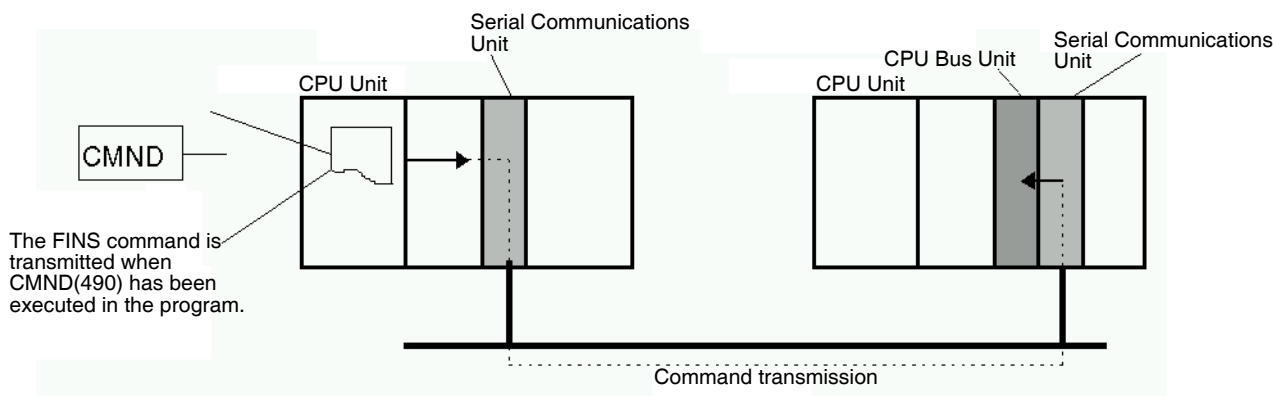 Serial Communications
Unit
Serial Communications
Unit
CPU Bus Unit
CPU Unit
CPU Unit
CMND
The FINS command is
transmitted when
CMND(490) has been
executed in the program.
Command transmission